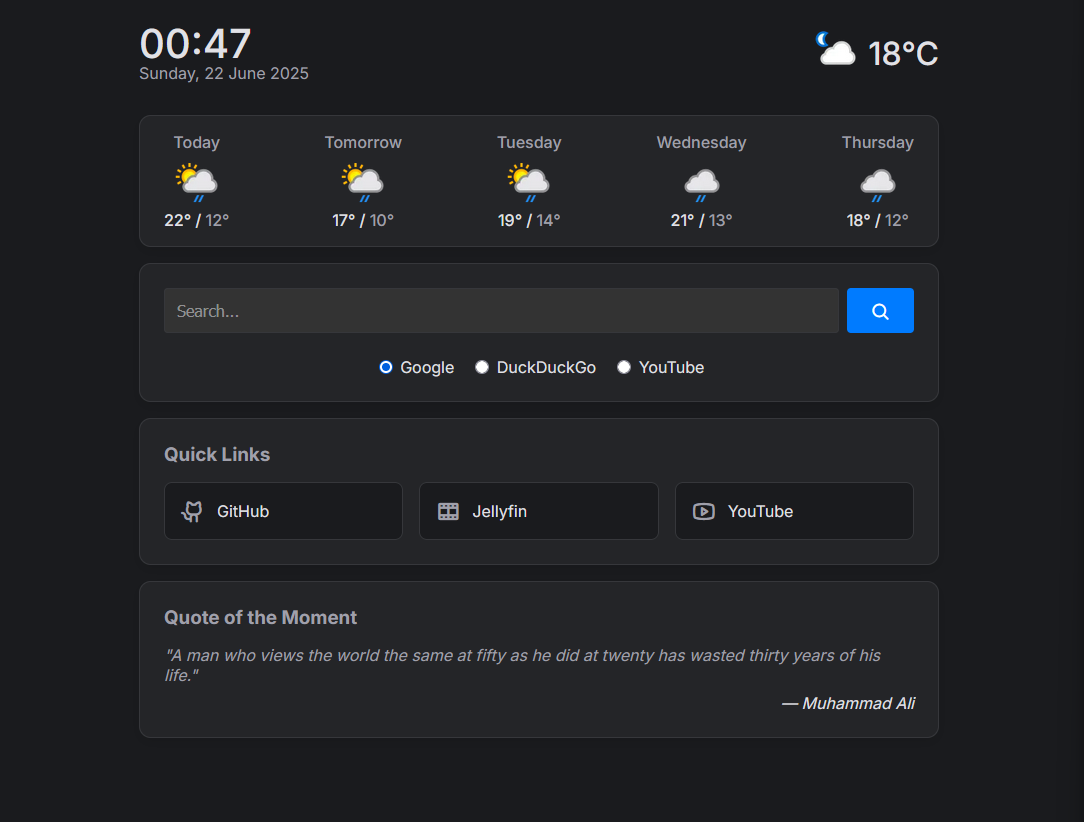 00:47
Sunday, 22 June 2025
18°C
Today
Tomorrow
Tuesday
Wednesday
Thursday
22° / 12°
17° / 10°
19° / 14°
21° / 13°
18° / 12°
Search...
Google
DuckDuckGo
YouTube
Quick Links
GitHub
Jellyfin
YouTube
Quote of the Moment
"A man who views the world the same at fifty as he did at twenty has wasted thirty years of his
life."
— Muhammad Ali